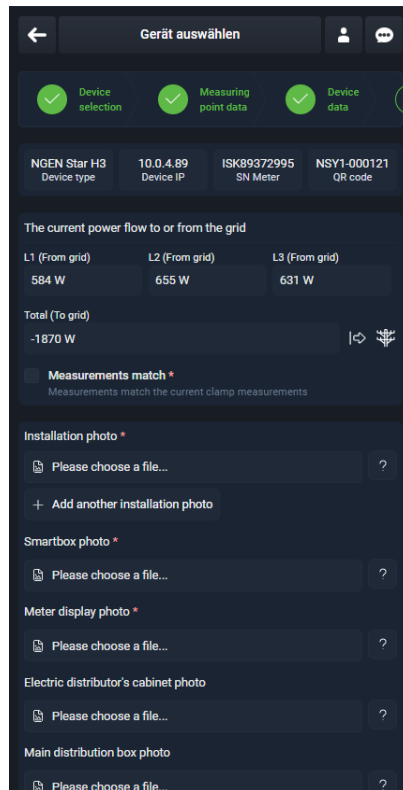 Gerät auswählen
Device selection
Measuring point data
Device data
NGEN Star H3
Device type
10.0.4.89
Device IP
ISK89372995
SN Meter
NSY1-000121
QR code
The current power flow to or from the grid
L1 (From grid)
L2 (From grid)
L3 (From grid)
584 W
655 W
631 W
Total (To grid)
-1870 W
Measurements match *
Measurements match the current clamp measurements
Installation photo *
Please choose a file...
?
+ Add another installation photo
Smartbox photo *
Please choose a file...
?
Meter display photo *
Please choose a file...
?
Electric distributor's cabinet photo
Please choose a file...
?
Main distribution box photo
Please choose a file...
?